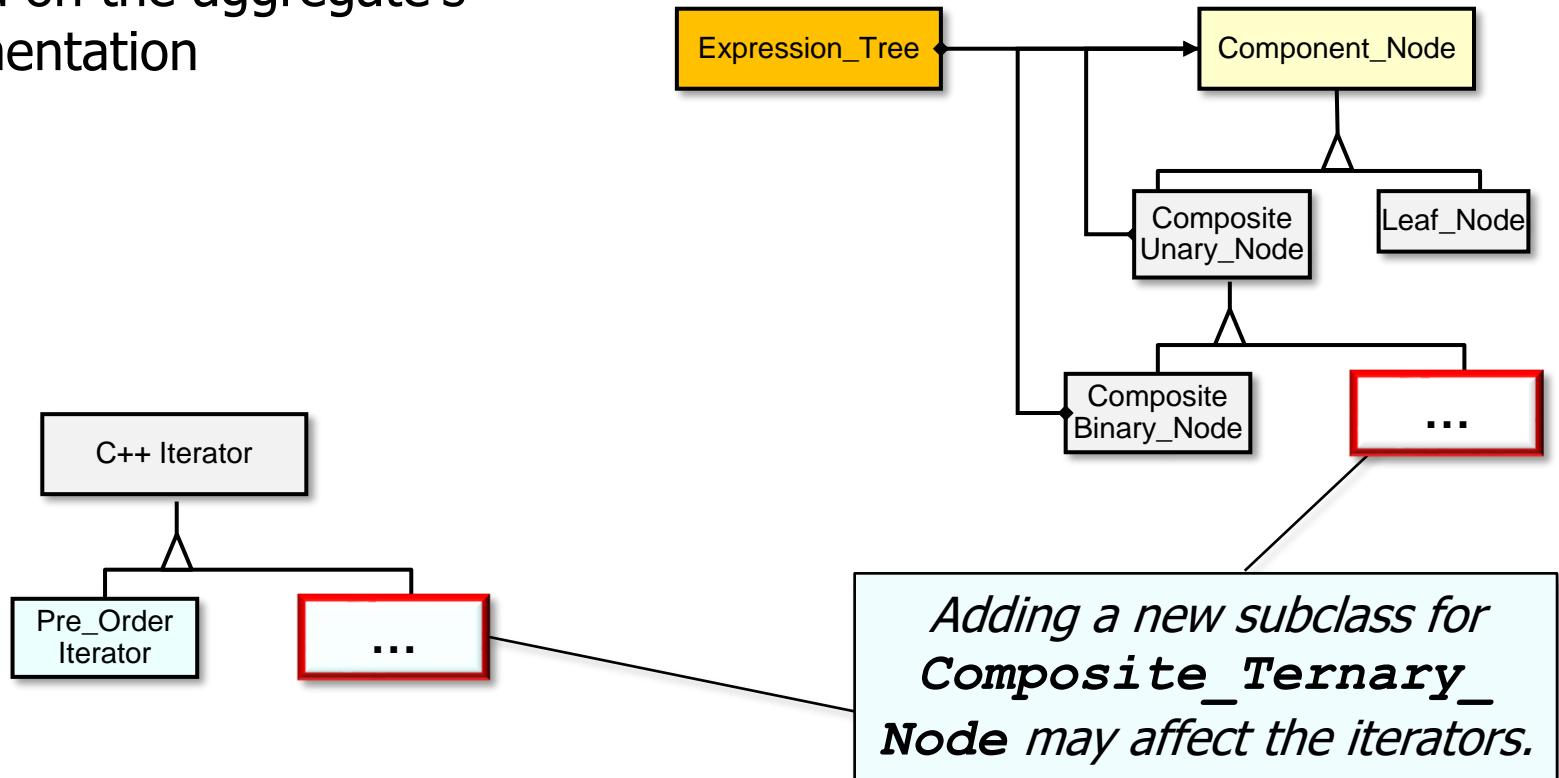 on the aggregate's
Expression_Tree
Component_Node
Composite
Unary_Node
Leaf_Node
Composite
Binary_Node
...
C++ Iterator
Pre_Order
Iterator
...
Adding a new subclass for
Composite_Ternary_
Node may affect the iterators.